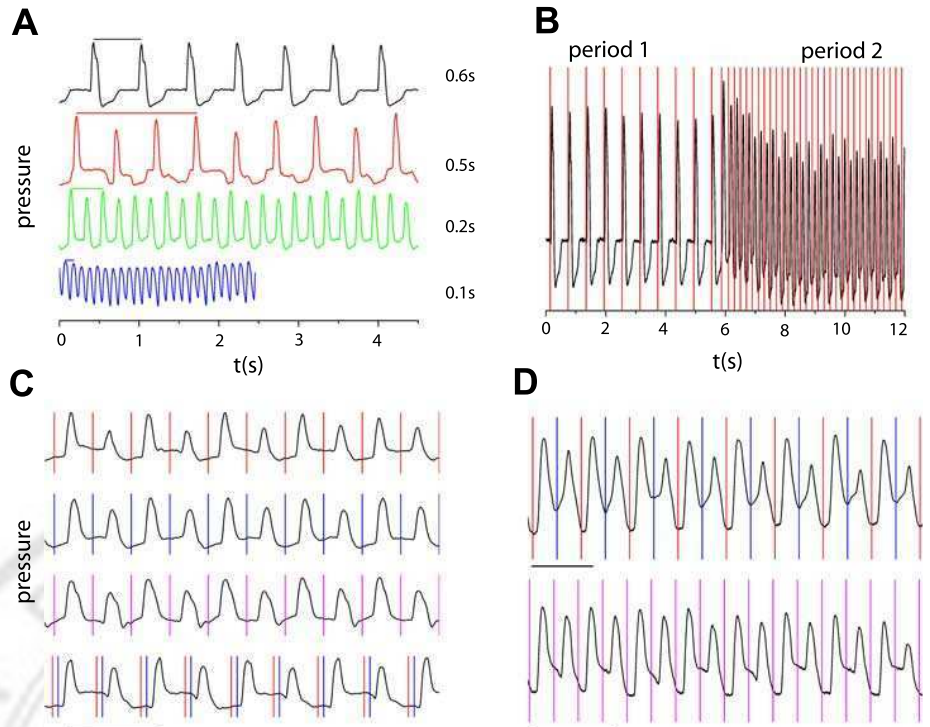 A
0.6s
0.5s
0.2s
0.1s
pressure
0 1 2 3 4
t(s)
B
period 1 period 2
0 2 4 6 8 10 12
t(s)
C
pressure
D